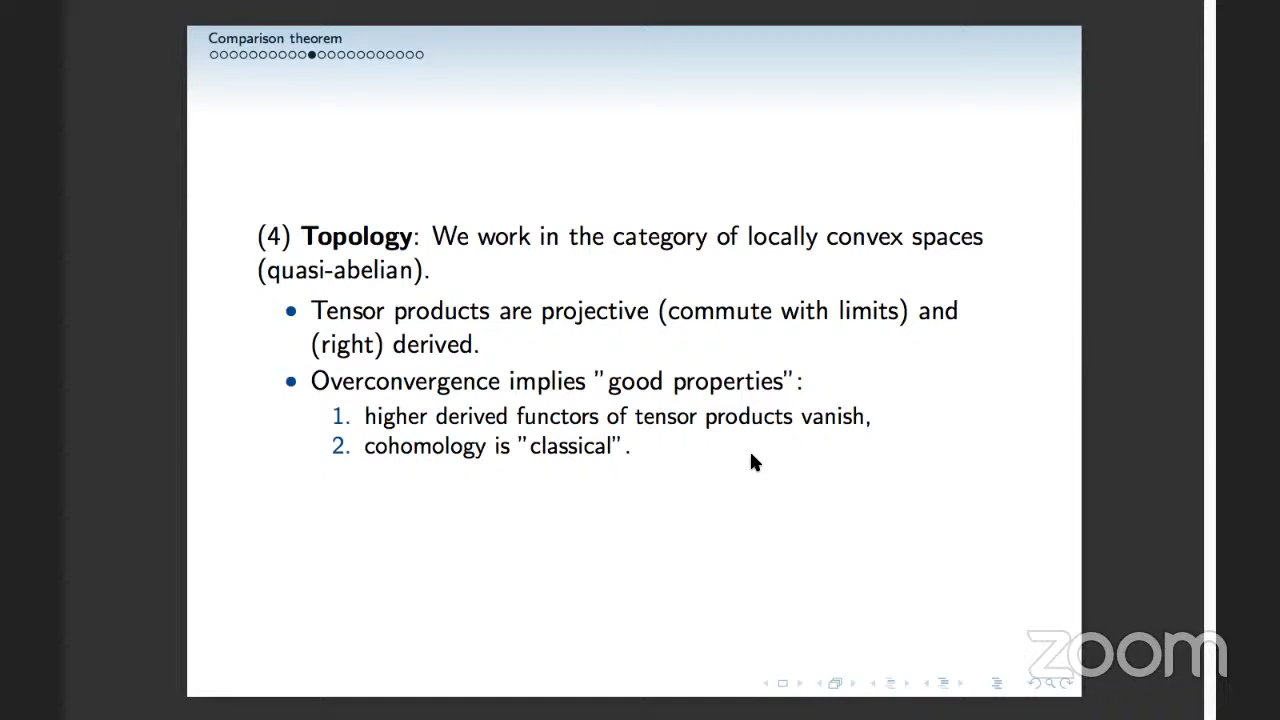 Comparison theorem
(4) Topology: We work in the category of locally convex spaces
(quasi-abelian).
• Tensor products are projective (commute with limits) and
(right) derived.
• Overconvergence implies "good properties":
1. higher derived functors of tensor products vanish,
2. cohomology is "classical".
zoom